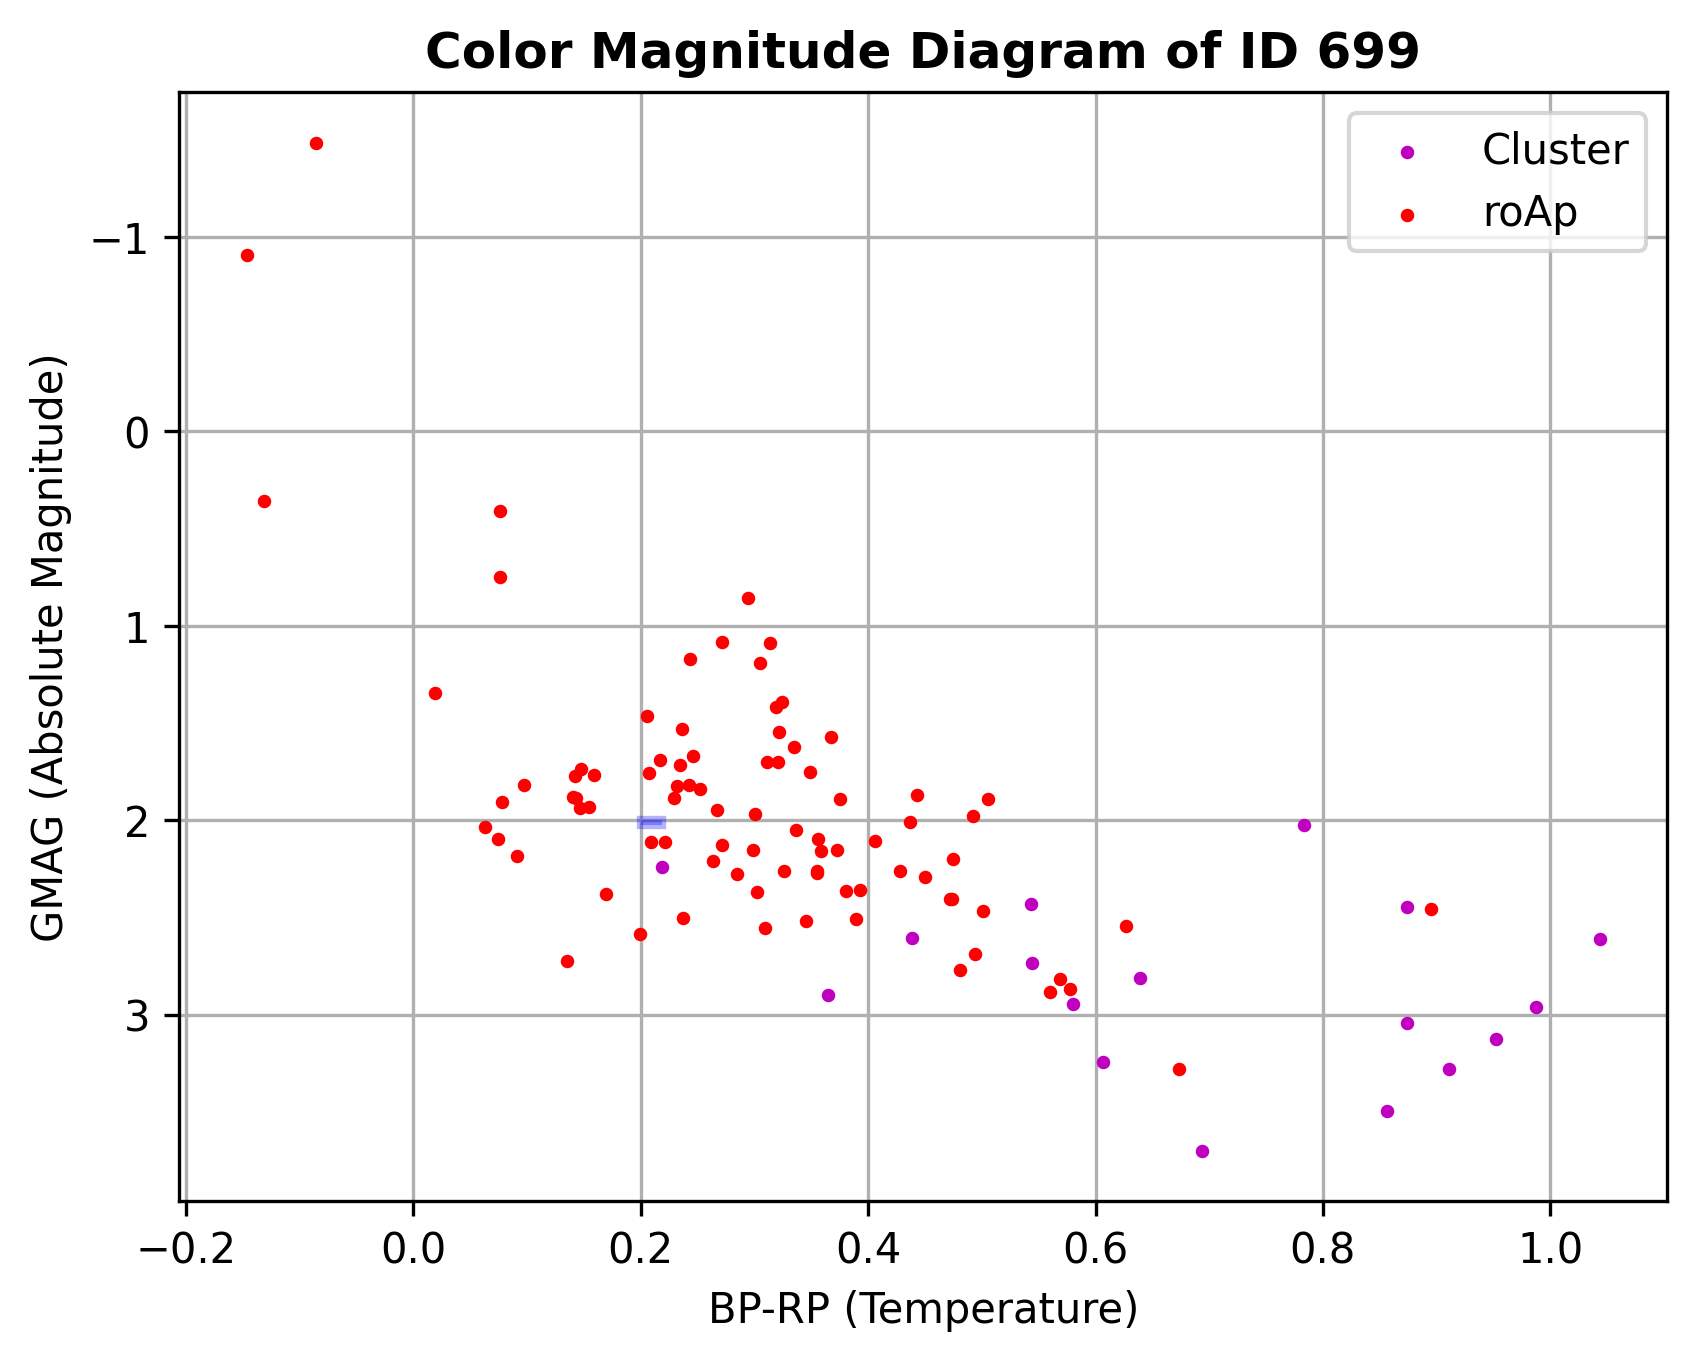 Color Magnitude Diagram of ID 699
Cluster
roAp
GMAG (Absolute Magnitude)
−1
0
1
2
3
−0.2 0.0 0.2 0.4 0.6 0.8 1.0
BP-RP (Temperature)